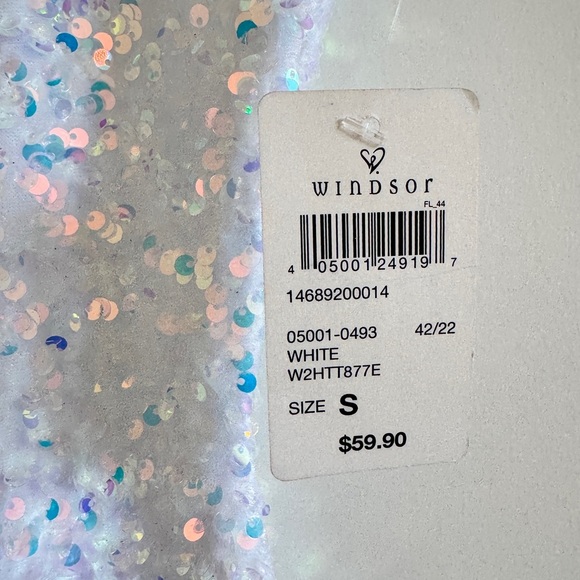 WINDSOR
FL_44
4 05001 24919 7
14689200014
05001-0493 42/22
WHITE
W2HTT877E
SIZE S
$59.90